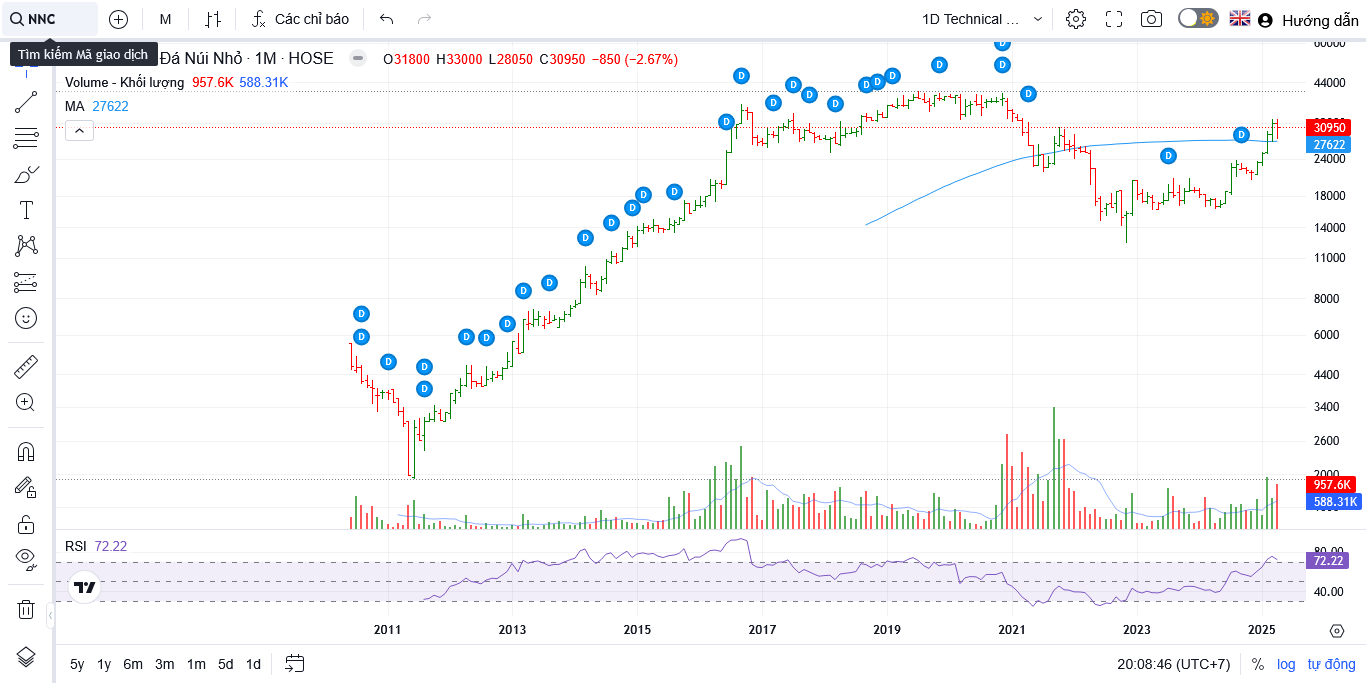 NNC
M
Các chỉ báo
1D Technical ...
Hướng dẫn
Tìm kiếm Mã giao dịch
Đá Núi Nhỏ · 1M · HOSE
O31800 H33000 L28050 C30950 −850 (−2.67%)
Volume - Khối lượng 957.6K 588.31K
MA 27622
60000
44000
30950
27622
24000
18000
14000
11000
8000
6000
4400
3400
2600
2000
957.6K
588.31K
D D D D D D D D D D D D D D D D D D D D D D D D D D D D D D D
RSI 72.22
80.00
72.22
40.00
2011 2013 2015 2017 2019 2021 2023 2025
5y 1y 6m 3m 1m 5d 1d
20:08:46 (UTC+7) % log tự động